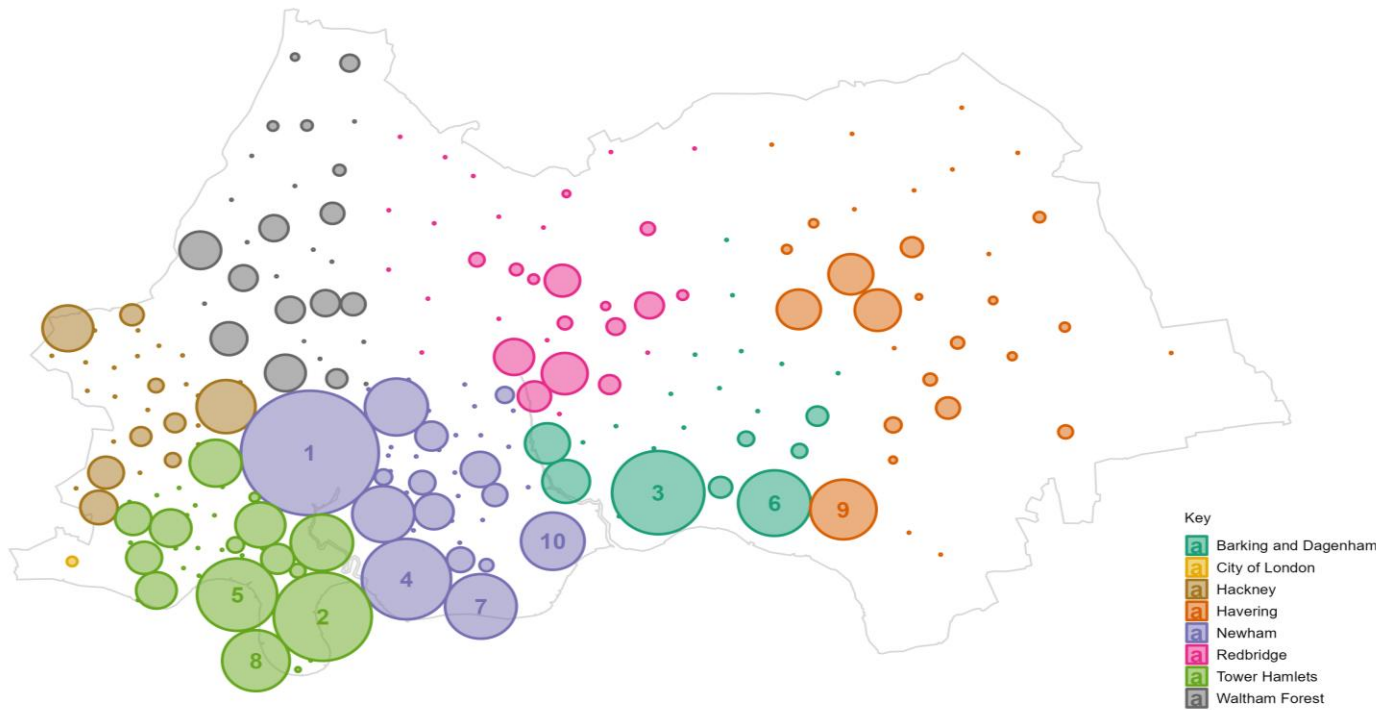 1
3
6
9
10
4
5
7
2
8
Key
a Barking and Dagenham
a City of London
a Hackney
a Havering
a Newham
a Redbridge
a Tower Hamlets
a Waltham Forest